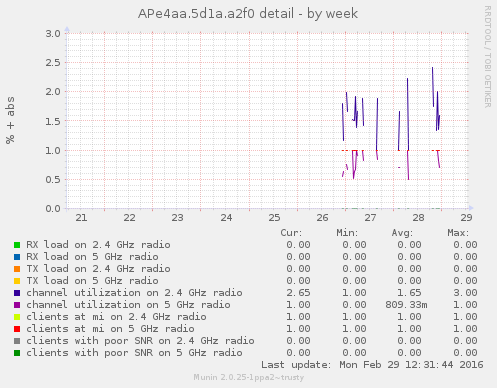 APe4aa.5d1a.a2f0 detail - by week
RRDTOOL / TOBI OETIKER
% + abs
3.0
2.5
2.0
1.5
1.0
0.5
0.0
21 22 23 24 25 26 27 28 29
Cur: Min: Avg: Max:
RX load on 2.4 GHz radio 0.00 0.00 0.00 0.00
RX load on 5 GHz radio 0.00 0.00 0.00 0.00
TX load on 2.4 GHz radio 0.00 0.00 0.00 0.00
TX load on 5 GHz radio 0.00 0.00 0.00 0.00
channel utilization on 2.4 GHz radio 2.65 1.00 1.65 3.00
channel utilization on 5 GHz radio 1.00 0.00 809.33m 1.00
clients at mi on 2.4 GHz radio 1.00 1.00 1.00 1.00
clients at mi on 5 GHz radio 1.00 1.00 1.00 1.00
clients with poor SNR on 2.4 GHz radio 0.00 0.00 0.00 0.00
clients with poor SNR on 5 GHz radio 0.00 0.00 0.00 0.00
Last update: Mon Feb 29 12:31:44 2016
Munin 2.0.25-1ppa2~trusty